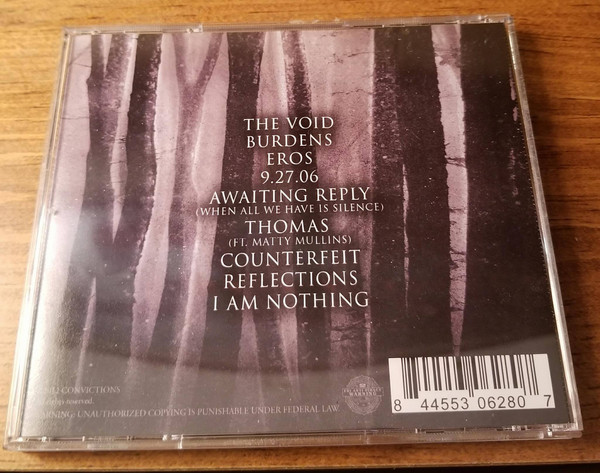 THE VOID
BURDENS
EROS
9.27.06
AWAITING REPLY
(WHEN ALL WE HAVE IS SILENCE)
THOMAS
(FT. MATTY MULLINS)
COUNTERFEIT
REFLECTIONS
I AM NOTHING
CONVICTIONS
rights reserved.
UNAUTHORIZED COPYING IS PUNISHABLE UNDER FEDERAL LAW
WARNING
8 44553 06280 7